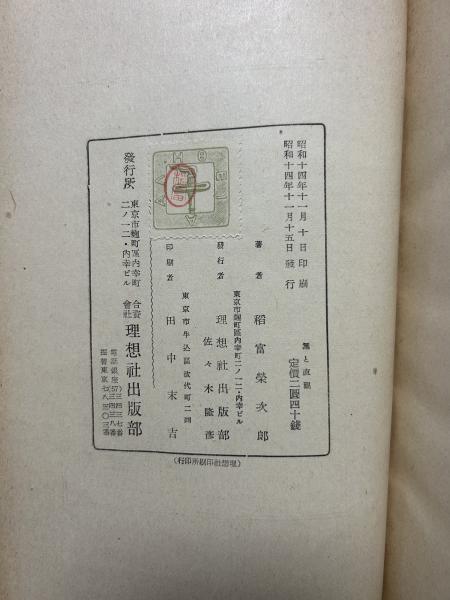 昭和十四年十一月十日印刷
昭和十四年十一月十五日發行
無と直觀
定價二圓四十錢
著者 稻富榮次郎
東京市麴町區內幸町二ノ一二・內幸ビル
發行者 理想社出版部
佐々木隆彥
東京市牛込區改代町二四
印刷者 田中末吉
發行所
東京市麴町區內幸町
二ノ一二・內幸ビル
合資會社 理想社出版部
(理想社印刷所印行)